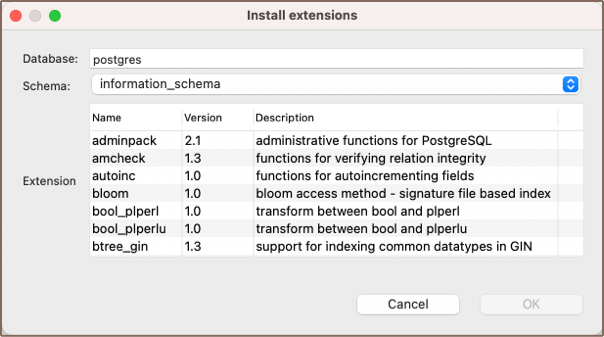 Install extensions
Database: postgres
Schema: information_schema
Name Version Description
adminpack 2.1 administrative functions for PostgreSQL
amcheck 1.3 functions for verifying relation integrity
autoinc 1.0 functions for autoincrementing fields
Extension
bloom 1.0 bloom access method - signature file based index
bool_plperl 1.0 transform between bool and plperl
bool_plperlu 1.0 transform between bool and plperlu
btree_gin 1.3 support for indexing common datatypes in GIN
Cancel OK